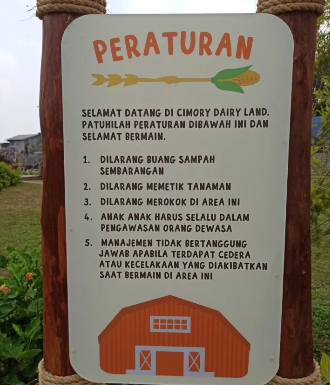 PERATURAN
SELAMAT DATANG DI CIMORY DAIRY LAND.
PATUHILAH PERATURAN DIBAWAH INI DAN
SELAMAT BERMAIN.
1. DILARANG BUANG SAMPAH
SEMBARANGAN
2. DILARANG MEMETIK TANAMAN
3. DILARANG MEROKOK DI AREA INI
4. ANAK ANAK HARUS SELALU DALAM
PENGAWASAN ORANG DEWASA
5. MANAJEMEN TIDAK BERTANGGUNG
JAWAB APABILA TERDAPAT CEDERA
ATAU KECELAKAAN YANG DIAKIBATKAN
SAAT BERMAIN DI AREA INI